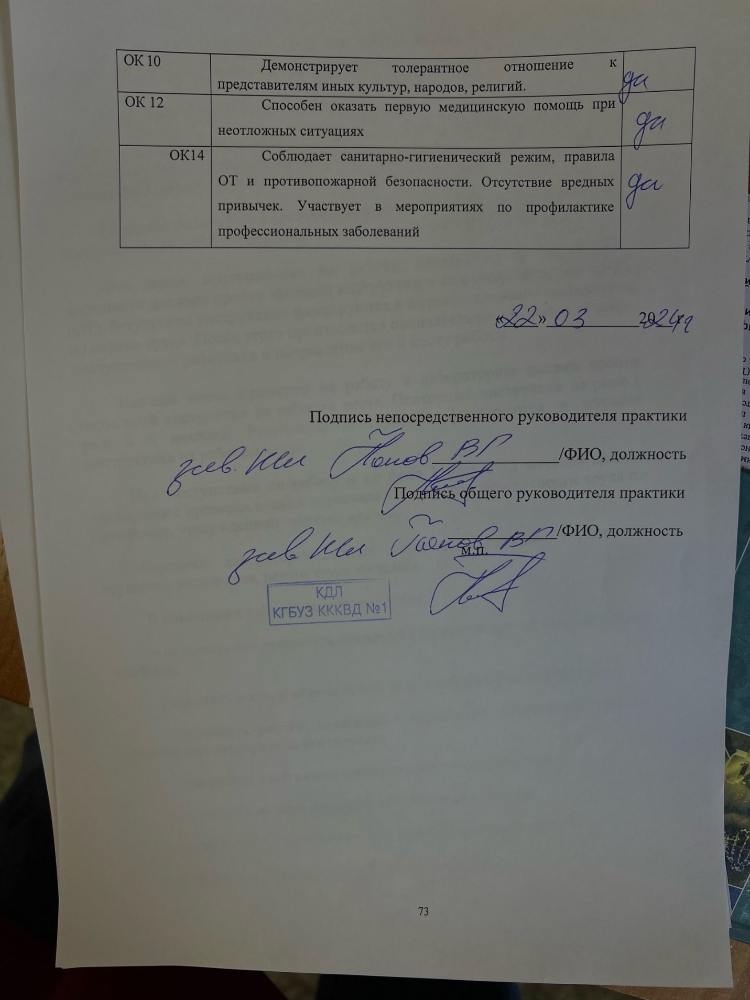 ОК 10
Демонстрирует толерантное отношение к
представителям иных культур, народов, религий.
да
ОК 12
Способен оказать первую медицинскую помощь при
неотложных ситуациях
да
ОК14
Соблюдает санитарно-гигиенический режим, правила
ОТ и противопожарной безопасности. Отсутствие вредных
привычек. Участвует в мероприятиях по профилактике
профессиональных заболеваний
да
«22» 03 2024г
Подпись непосредственного руководителя практики
зав. Попов ВГ /ФИО, должность
Подпись общего руководителя практики
зав Попов ВГ /ФИО, должность
м.п.
КДЛ
КГБУЗ КККВД №1
73